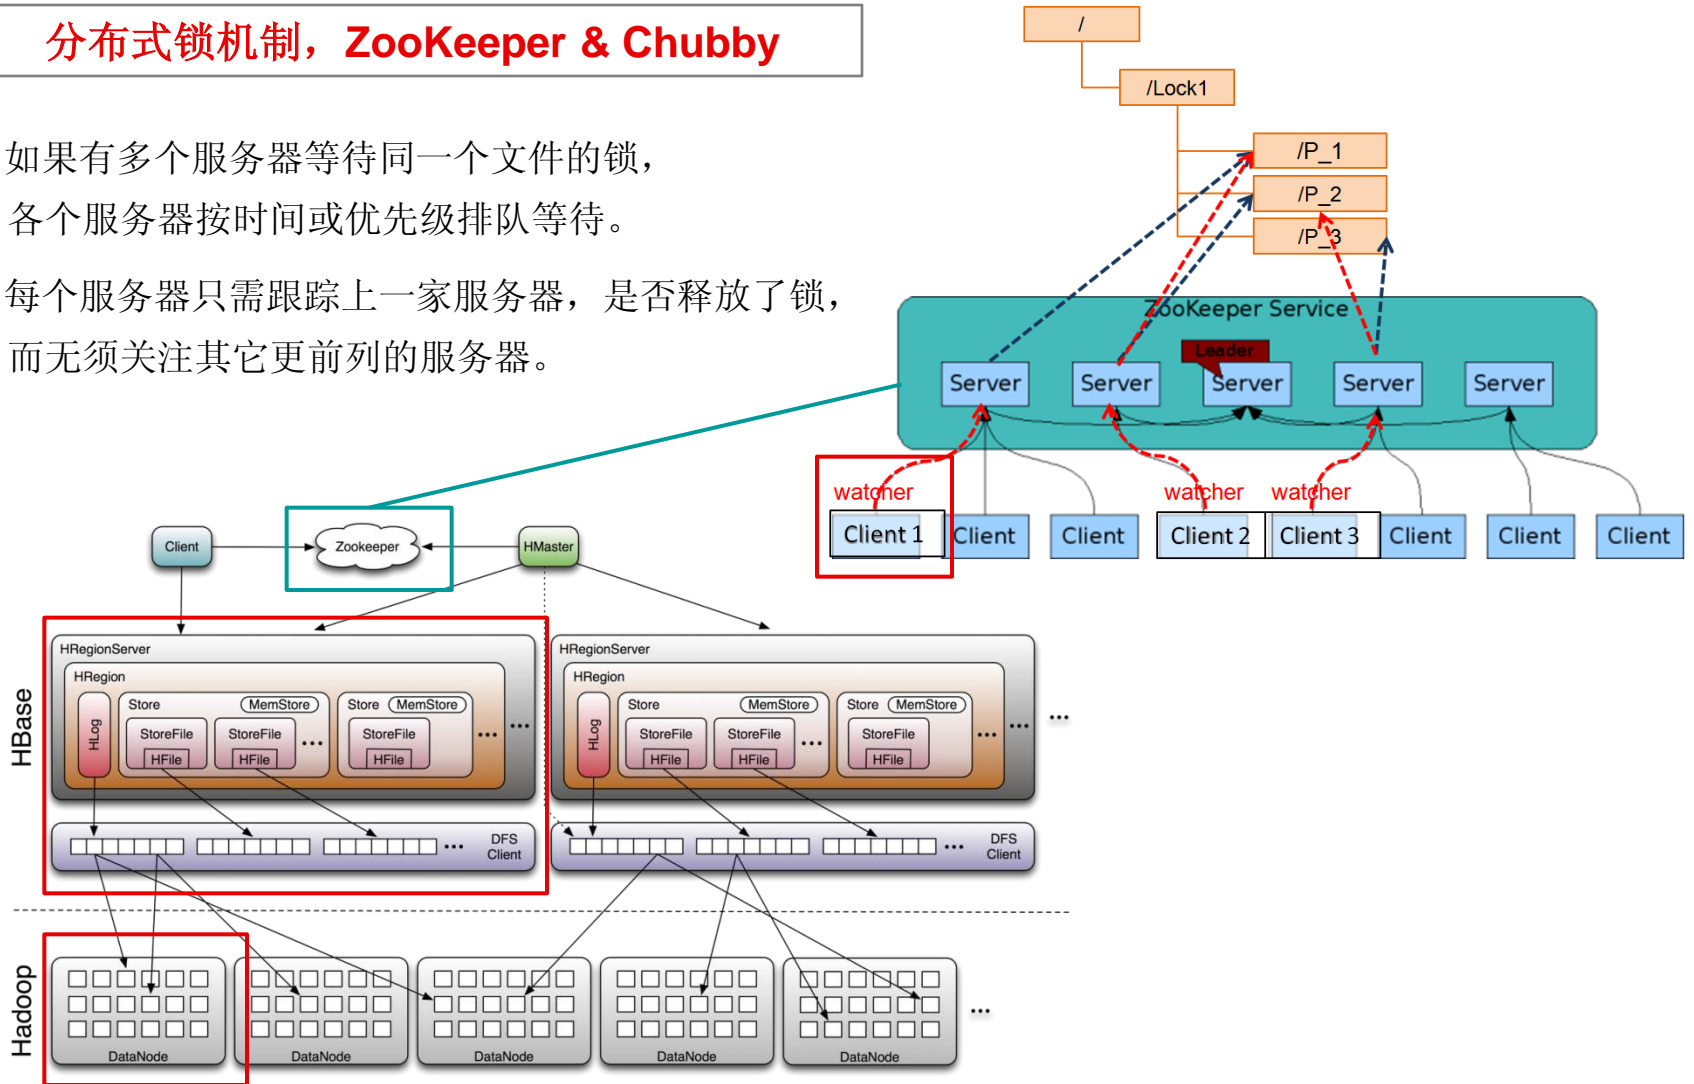 分布式锁机制，ZooKeeper & Chubby
如果有多个服务器等待同一个文件的锁，
各个服务器按时间或优先级排队等待。
每个服务器只需跟踪上一家服务器，是否释放了锁，
而无须关注其它更前列的服务器。
/
/Lock1
/P_1
/P_2
/P_3
ZooKeeper Service
Leader
Server Server Server Server Server
watcher watcher watcher
Client 1 Client Client Client 2 Client 3 Client Client Client
Client Zookeeper HMaster
HBase
HRegionServer HRegionServer
HRegion HRegion
HLog Store MemStore Store MemStore HLog Store MemStore Store MemStore
StoreFile StoreFile ... StoreFile ... ... StoreFile StoreFile ... StoreFile ... ... ...
HFile HFile HFile HFile HFile HFile
... DFS Client ... DFS Client
Hadoop
...
DataNode DataNode DataNode DataNode DataNode